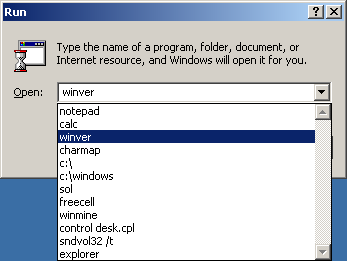 Run
Type the name of a program, folder, document, or
Internet resource, and Windows will open it for you.
Open: winver
notepad
calc
winver
charmap
c:\
c:\windows
sol
freecell
winmine
control desk.cpl
sndvol32 /t
explorer